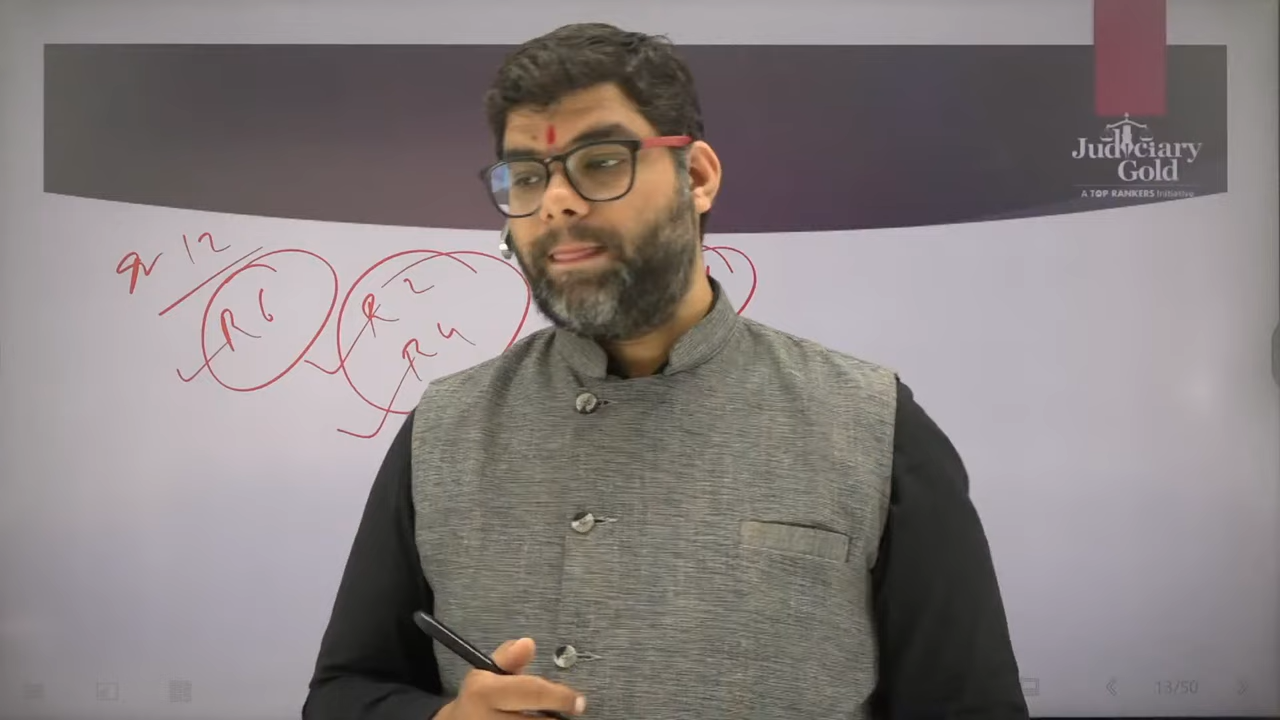 Judiciary
Gold
A TOP RANKERS Initiative
12
R 6
R 2
R 4
13/50